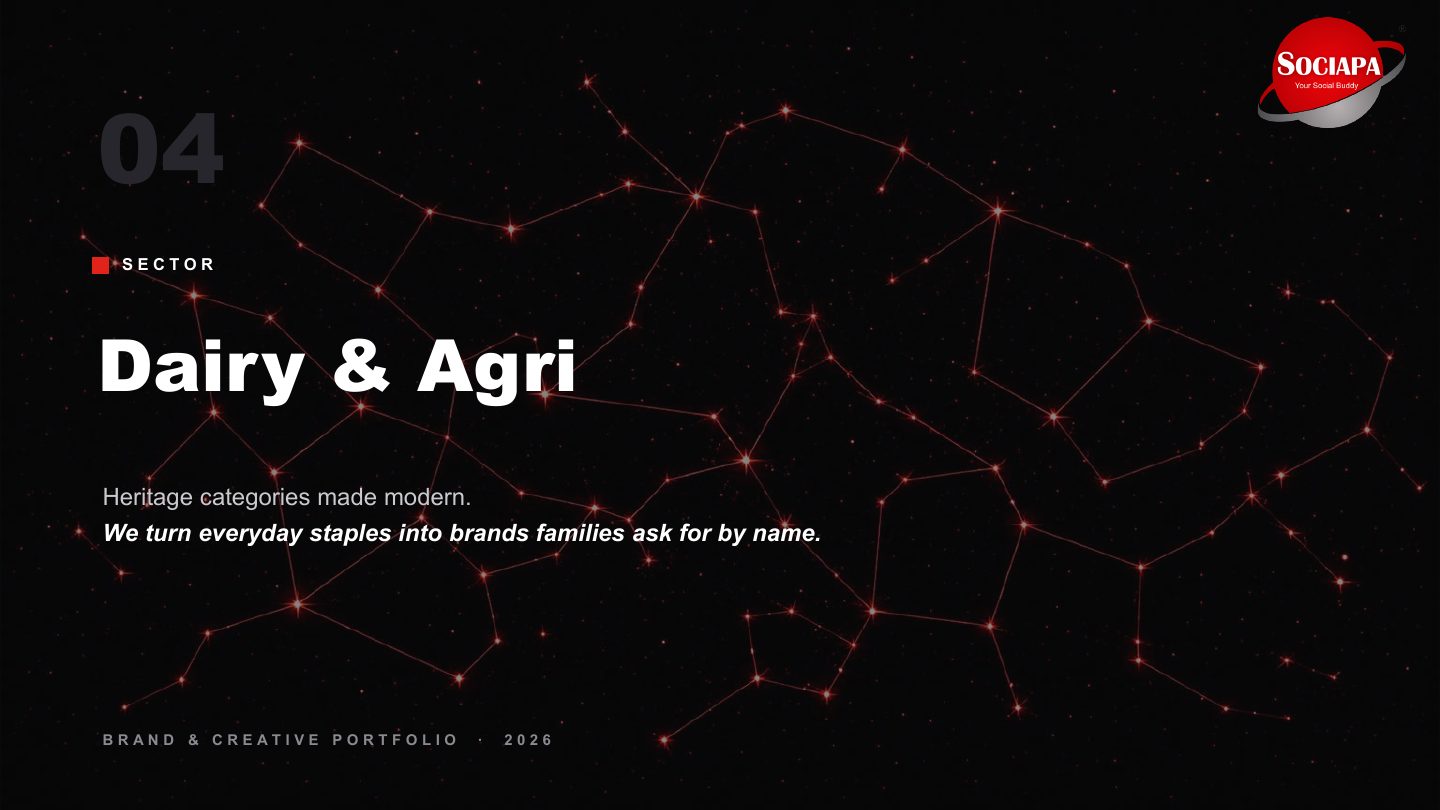 SOCIAPA
Your Social Buddy
®
04
SECTOR
Dairy & Agri
Heritage categories made modern.
We turn everyday staples into brands families ask for by name.
BRAND & CREATIVE PORTFOLIO · 2026